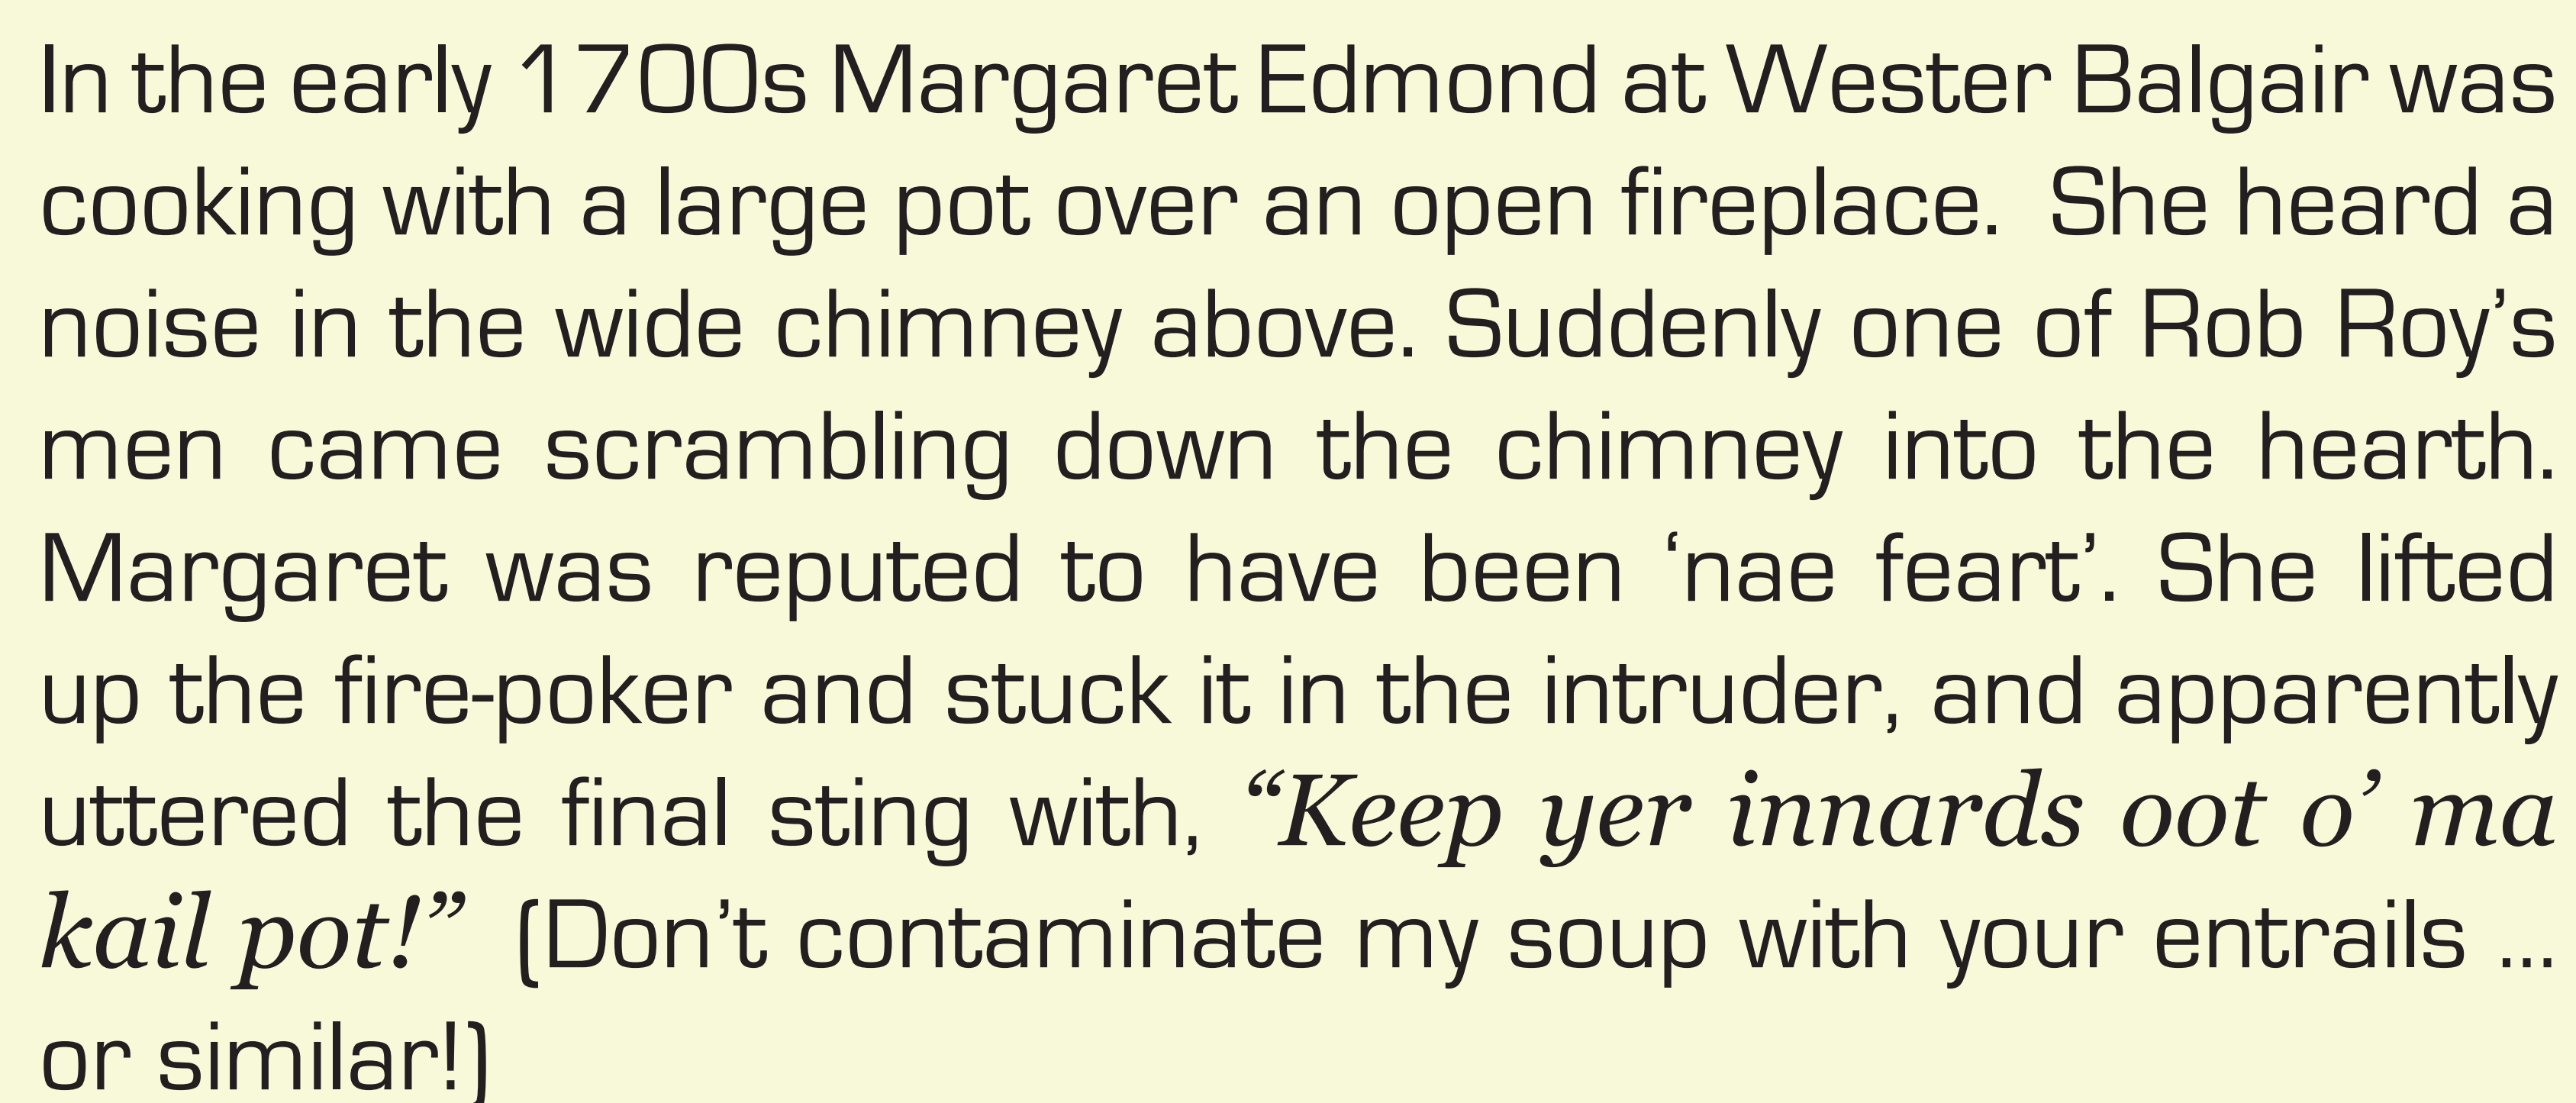 In the early 1700s Margaret Edmond at Wester Balgair was
cooking with a large pot over an open fireplace.  She heard a
noise in the wide chimney above. Suddenly one of Rob Roy’s
men came scrambling down the chimney into the hearth.
Margaret was reputed to have been ‘nae feart’. She lifted
up the fire-poker and stuck it in the intruder, and apparently
uttered the final sting with, “Keep yer innards oot o’ ma
kail pot!”  (Don’t contaminate my soup with your entrails ...
or similar!)